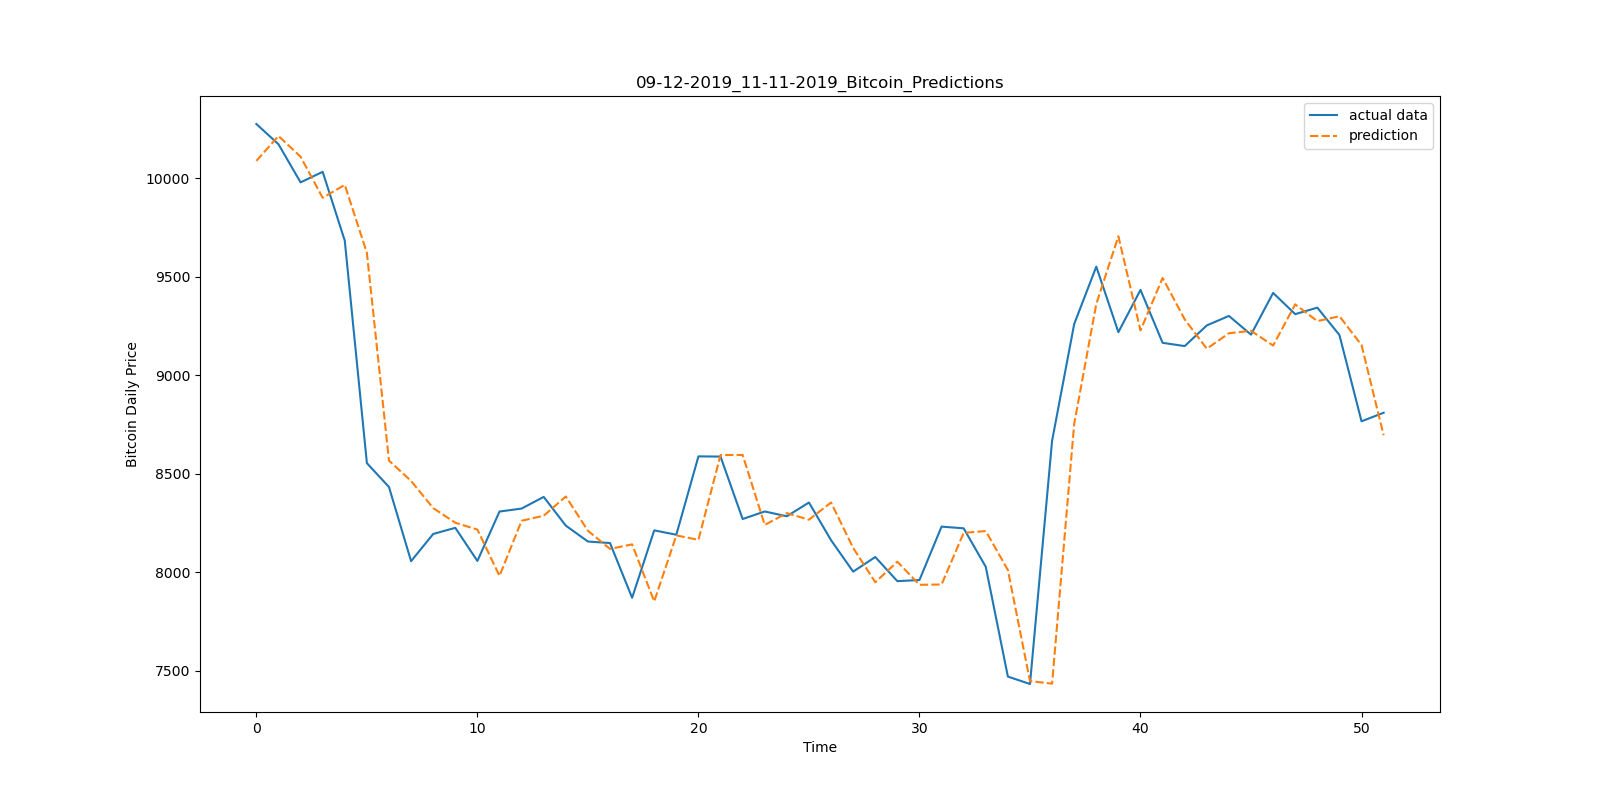 09-12-2019_11-11-2019_Bitcoin_Predictions
actual data
prediction
Bitcoin Daily Price
10000
9500
9000
8500
8000
7500
0
10
20
30
40
50
Time